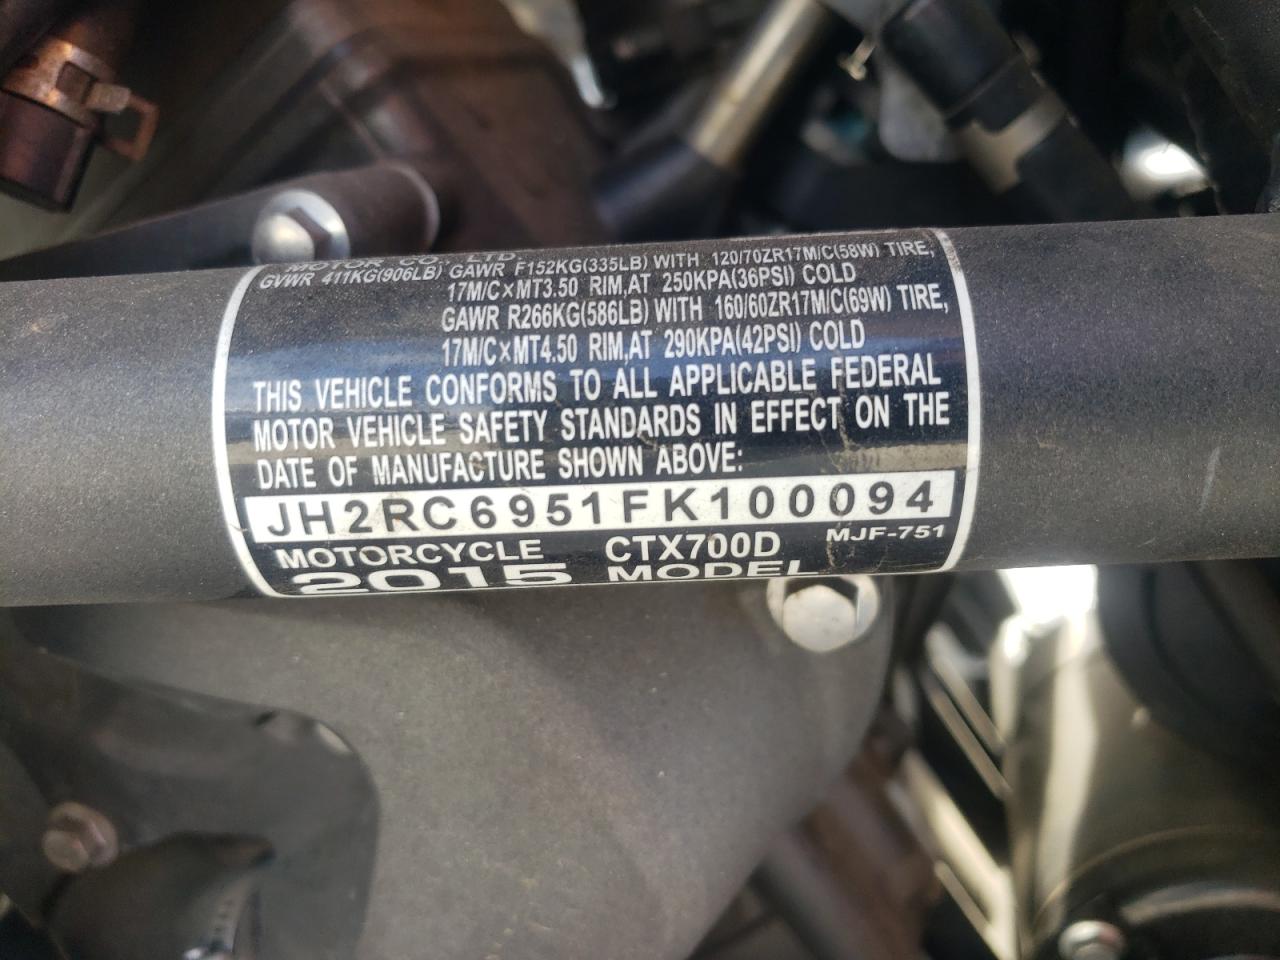 MOTOR CO., LTD.
GVWR 411KG(906LB) GAWR F152KG(335LB) WITH 120/70ZR17M/C(58W) TIRE,
17M/C×MT3.50 RIM,AT 250KPA(36PSI) COLD
GAWR R266KG(586LB) WITH 160/60ZR17M/C(69W) TIRE,
17M/C×MT4.50 RIM,AT 290KPA(42PSI) COLD
THIS VEHICLE CONFORMS TO ALL APPLICABLE FEDERAL
MOTOR VEHICLE SAFETY STANDARDS IN EFFECT ON THE
DATE OF MANUFACTURE SHOWN ABOVE:
JH2RC6951FK100094
MOTORCYCLE CTX700D MJF-751
2015 MODEL